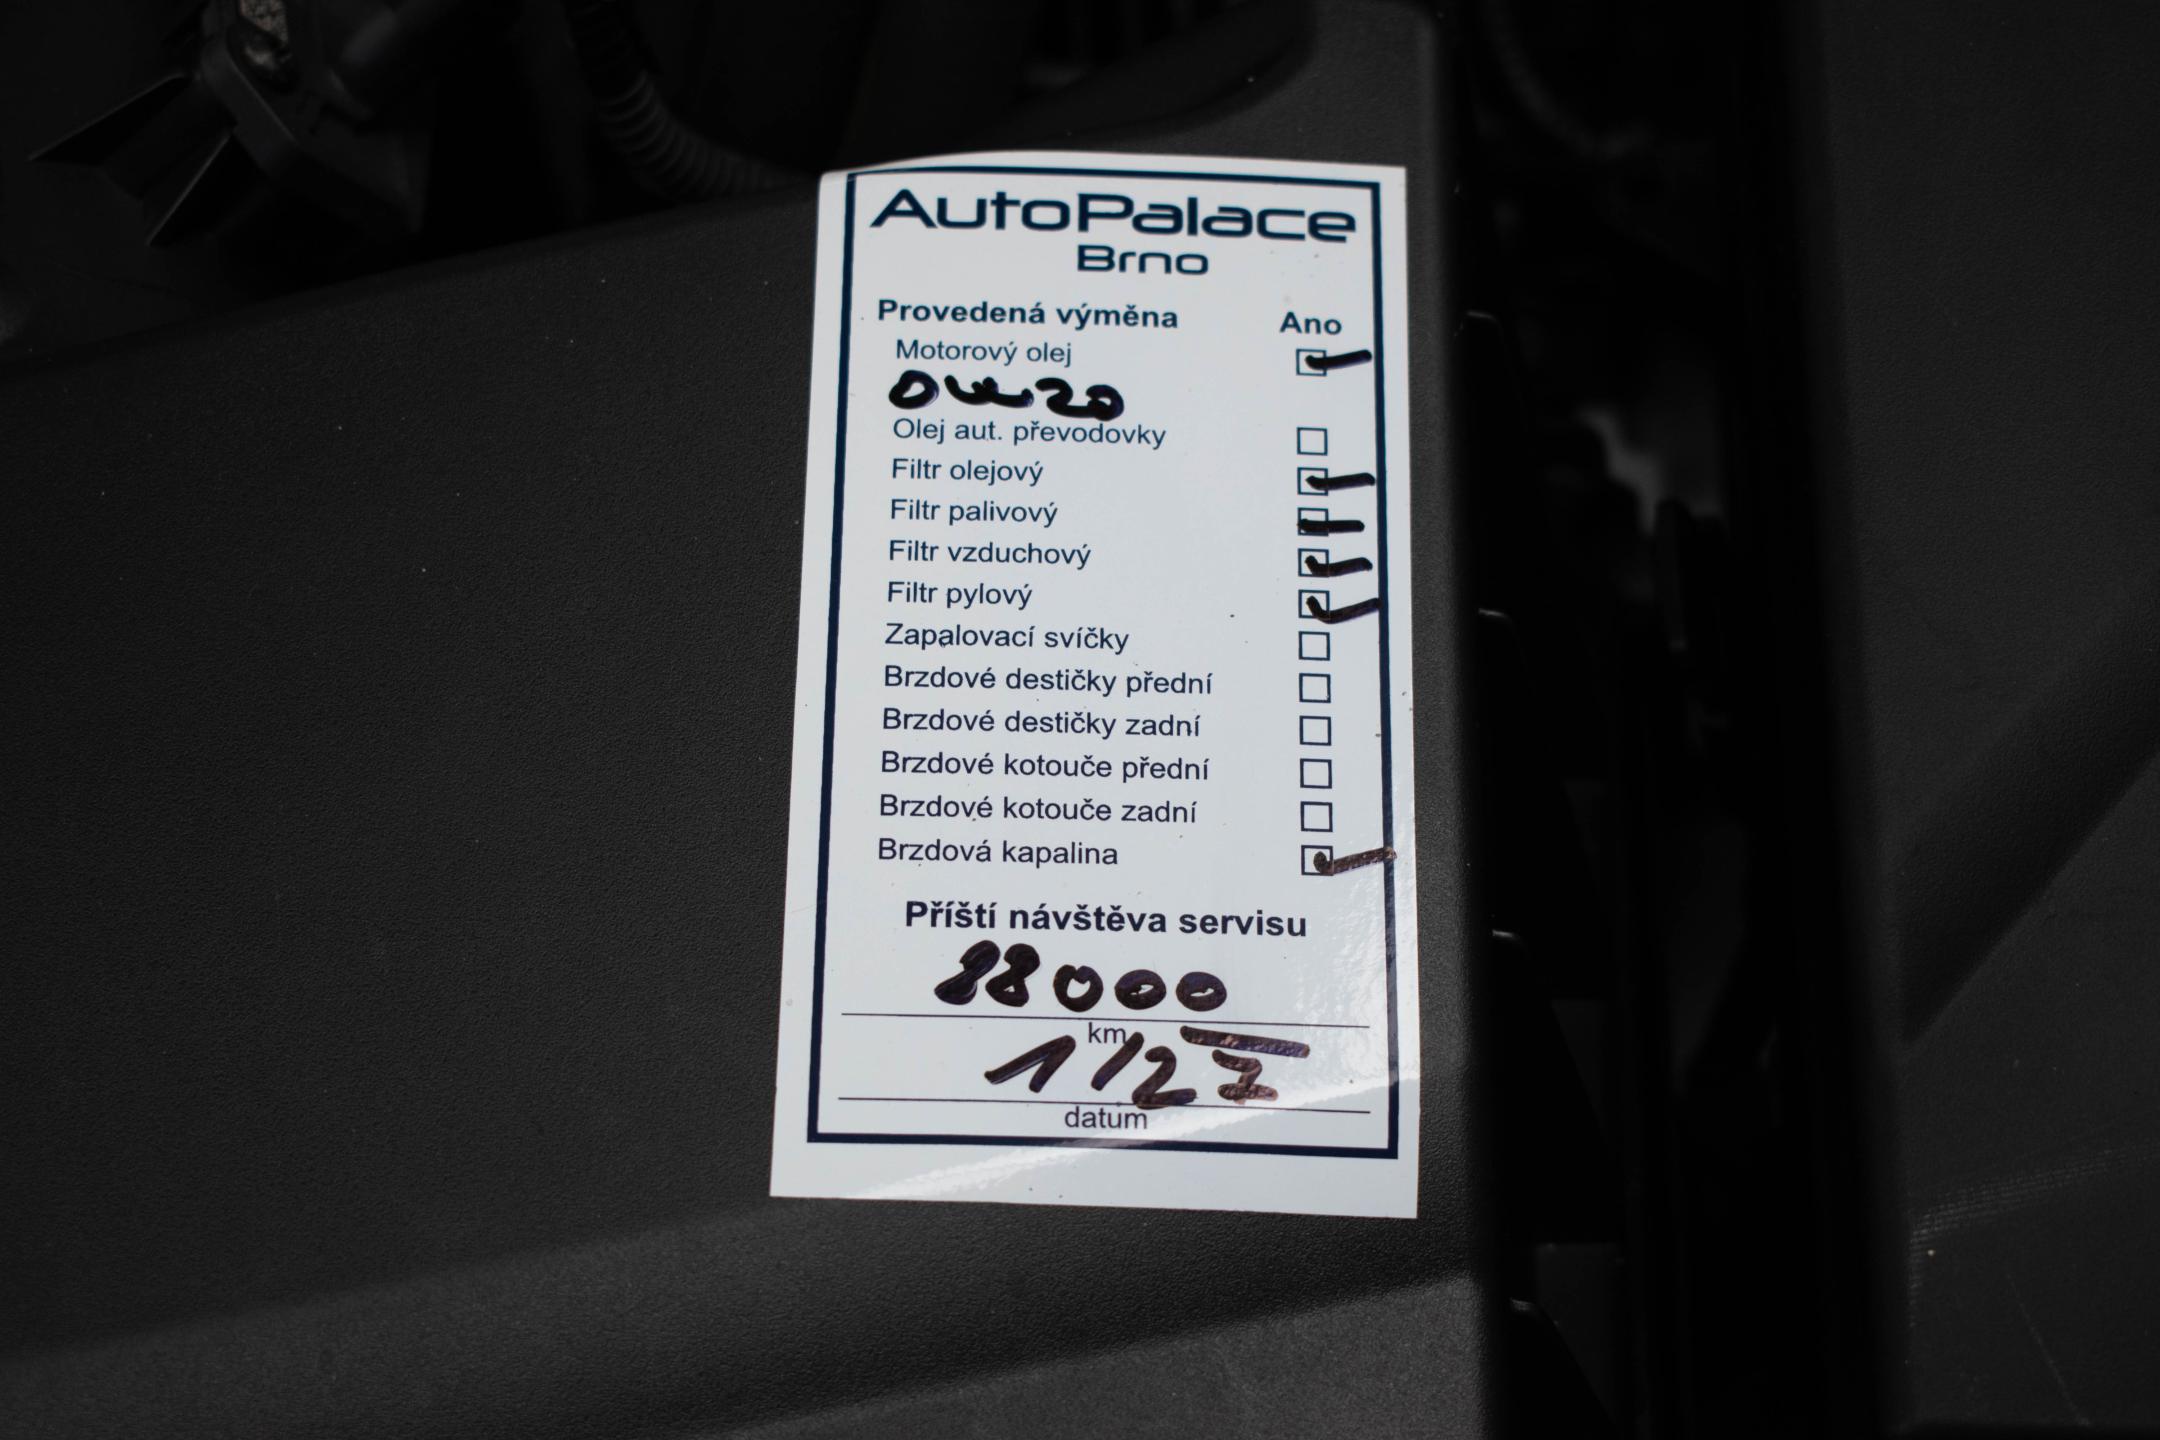 AutoPalace
Brno
Provedená výměna Ano
Motorový olej
0W20
Olej aut. převodovky
Filtr olejový
Filtr palivový
Filtr vzduchový
Filtr pylový
Zapalovací svíčky
Brzdové destičky přední
Brzdové destičky zadní
Brzdové kotouče přední
Brzdové kotouče zadní
Brzdová kapalina
Příští návštěva servisu
88000
km
1/27
datum